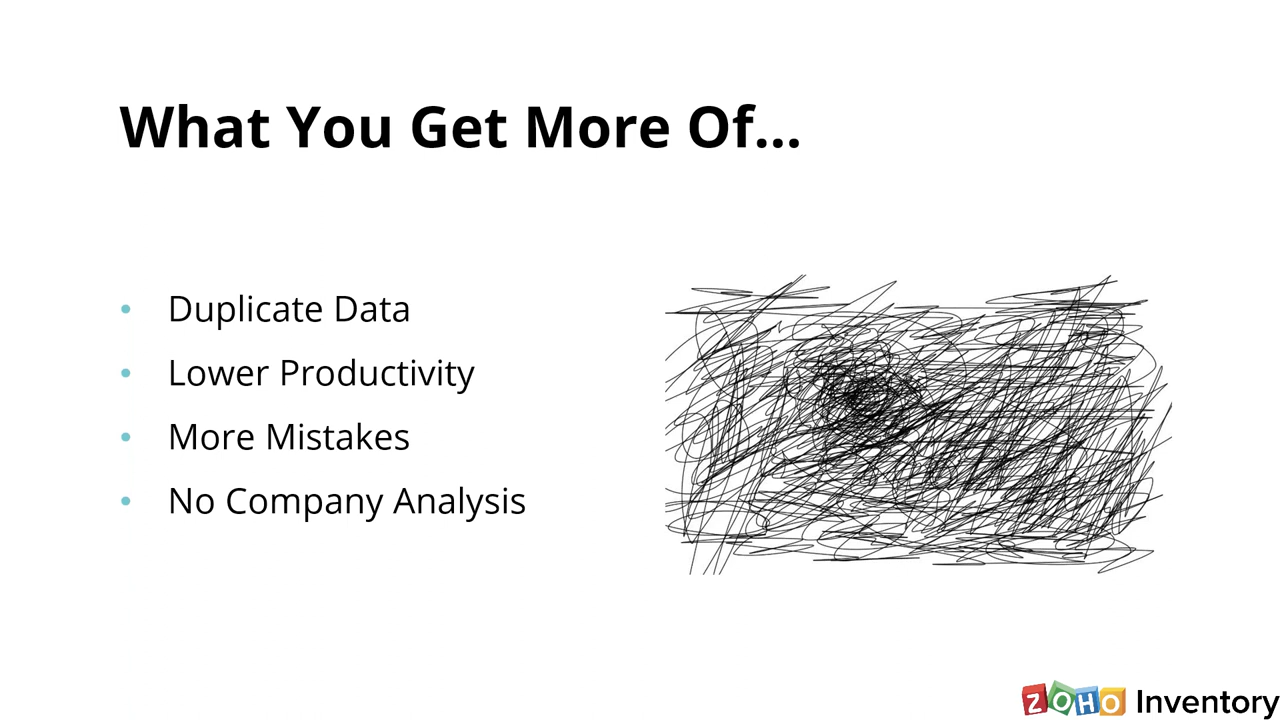 What You Get More Of...
• Duplicate Data
• Lower Productivity
• More Mistakes
• No Company Analysis
ZOHO Inventory